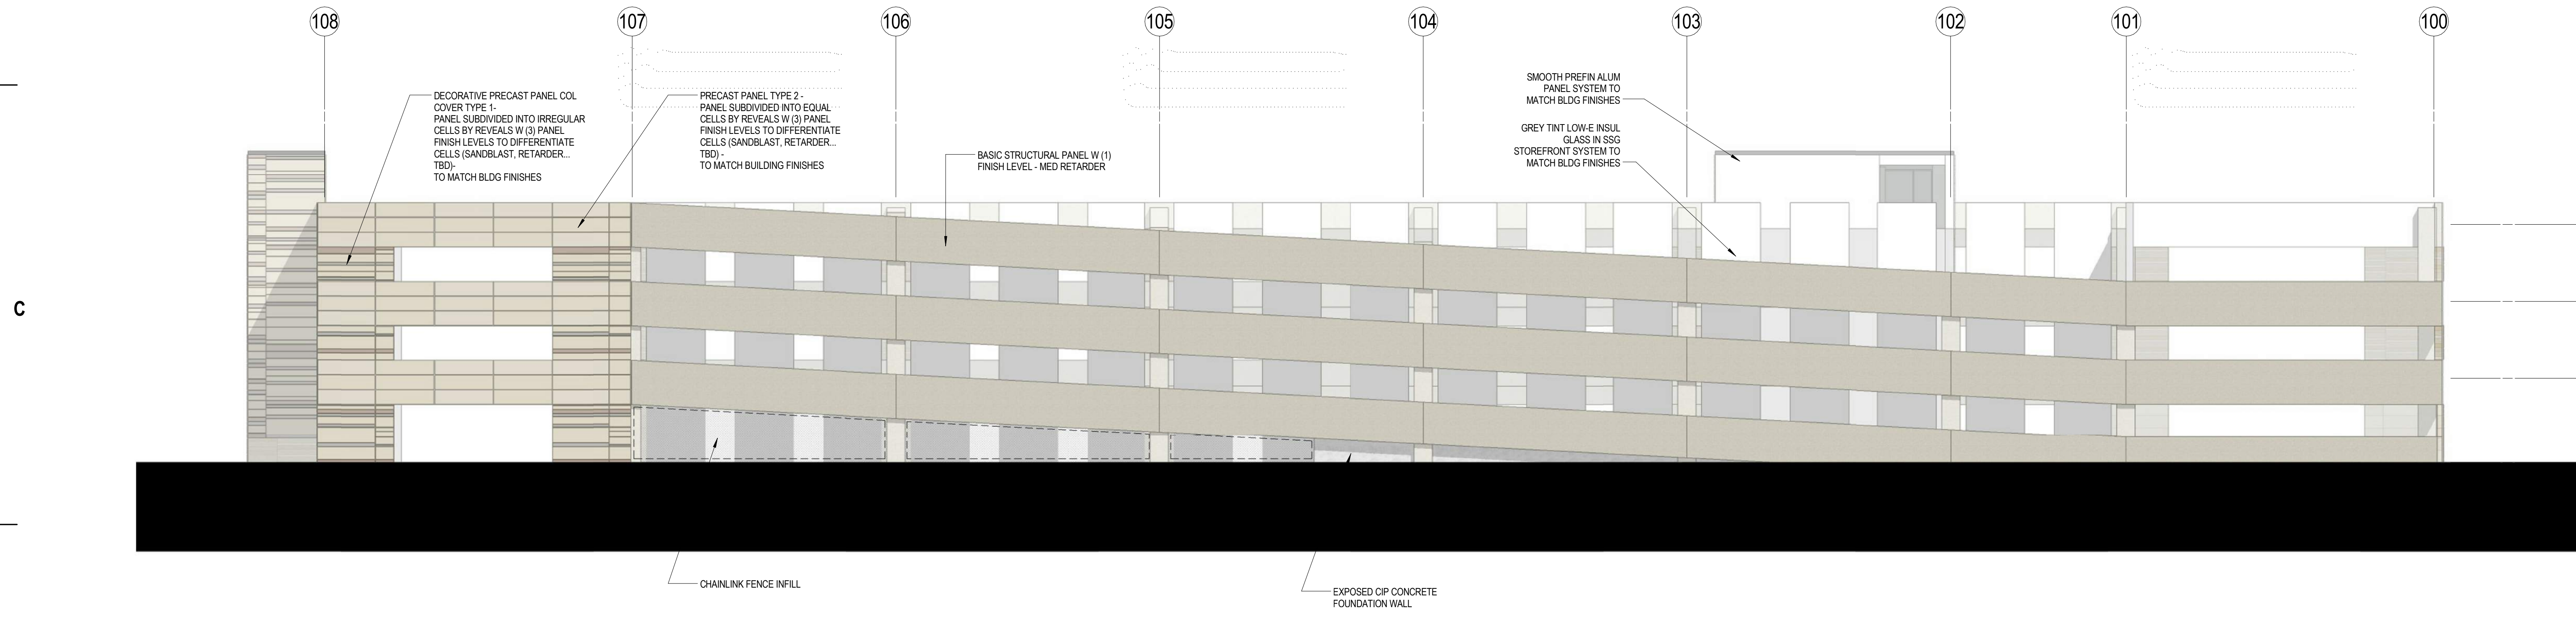 108 107 106 105 104 103 102 101 100
DECORATIVE PRECAST PANEL COL
COVER TYPE 1-
PANEL SUBDIVIDED INTO IRREGULAR
CELLS BY REVEALS W (3) PANEL
FINISH LEVELS TO DIFFERENTIATE
CELLS (SANDBLAST, RETARDER...
TBD)-
TO MATCH BLDG FINISHES
PRECAST PANEL TYPE 2 -
PANEL SUBDIVIDED INTO EQUAL
CELLS BY REVEALS W (3) PANEL
FINISH LEVELS TO DIFFERENTIATE
CELLS (SANDBLAST, RETARDER...
TBD) -
TO MATCH BUILDING FINISHES
BASIC STRUCTURAL PANEL W (1)
FINISH LEVEL - MED RETARDER
SMOOTH PREFIN ALUM
PANEL SYSTEM TO
MATCH BLDG FINISHES
GREY TINT LOW-E INSUL
GLASS IN SSG
STOREFRONT SYSTEM TO
MATCH BLDG FINISHES
C
CHAINLINK FENCE INFILL
EXPOSED CIP CONCRETE
FOUNDATION WALL